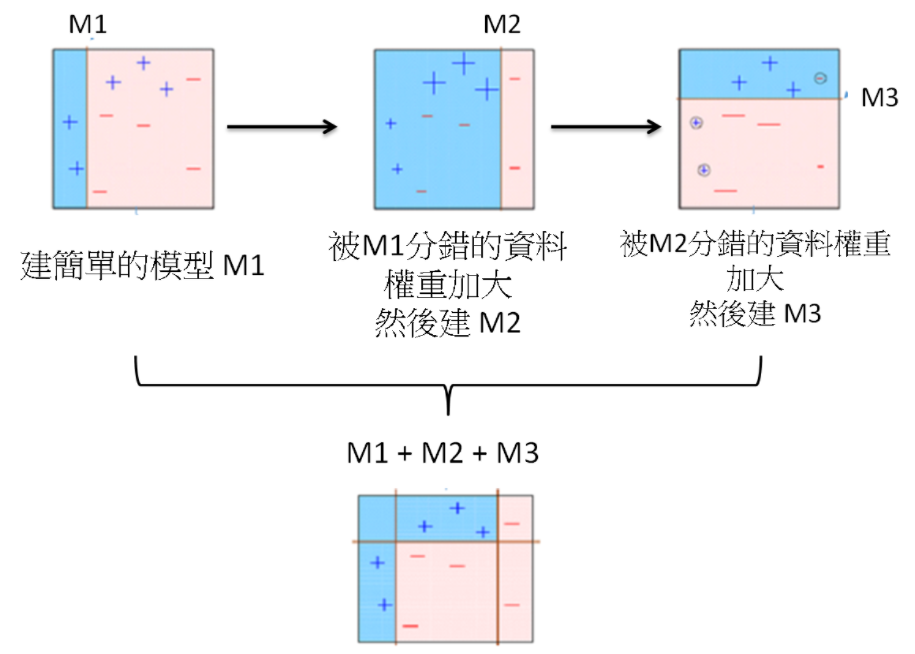 M1
M2
M3
建簡單的模型 M1
被M1分錯的資料
權重加大
然後建 M2
被M2分錯的資料權重
加大
然後建 M3
M1 + M2 + M3